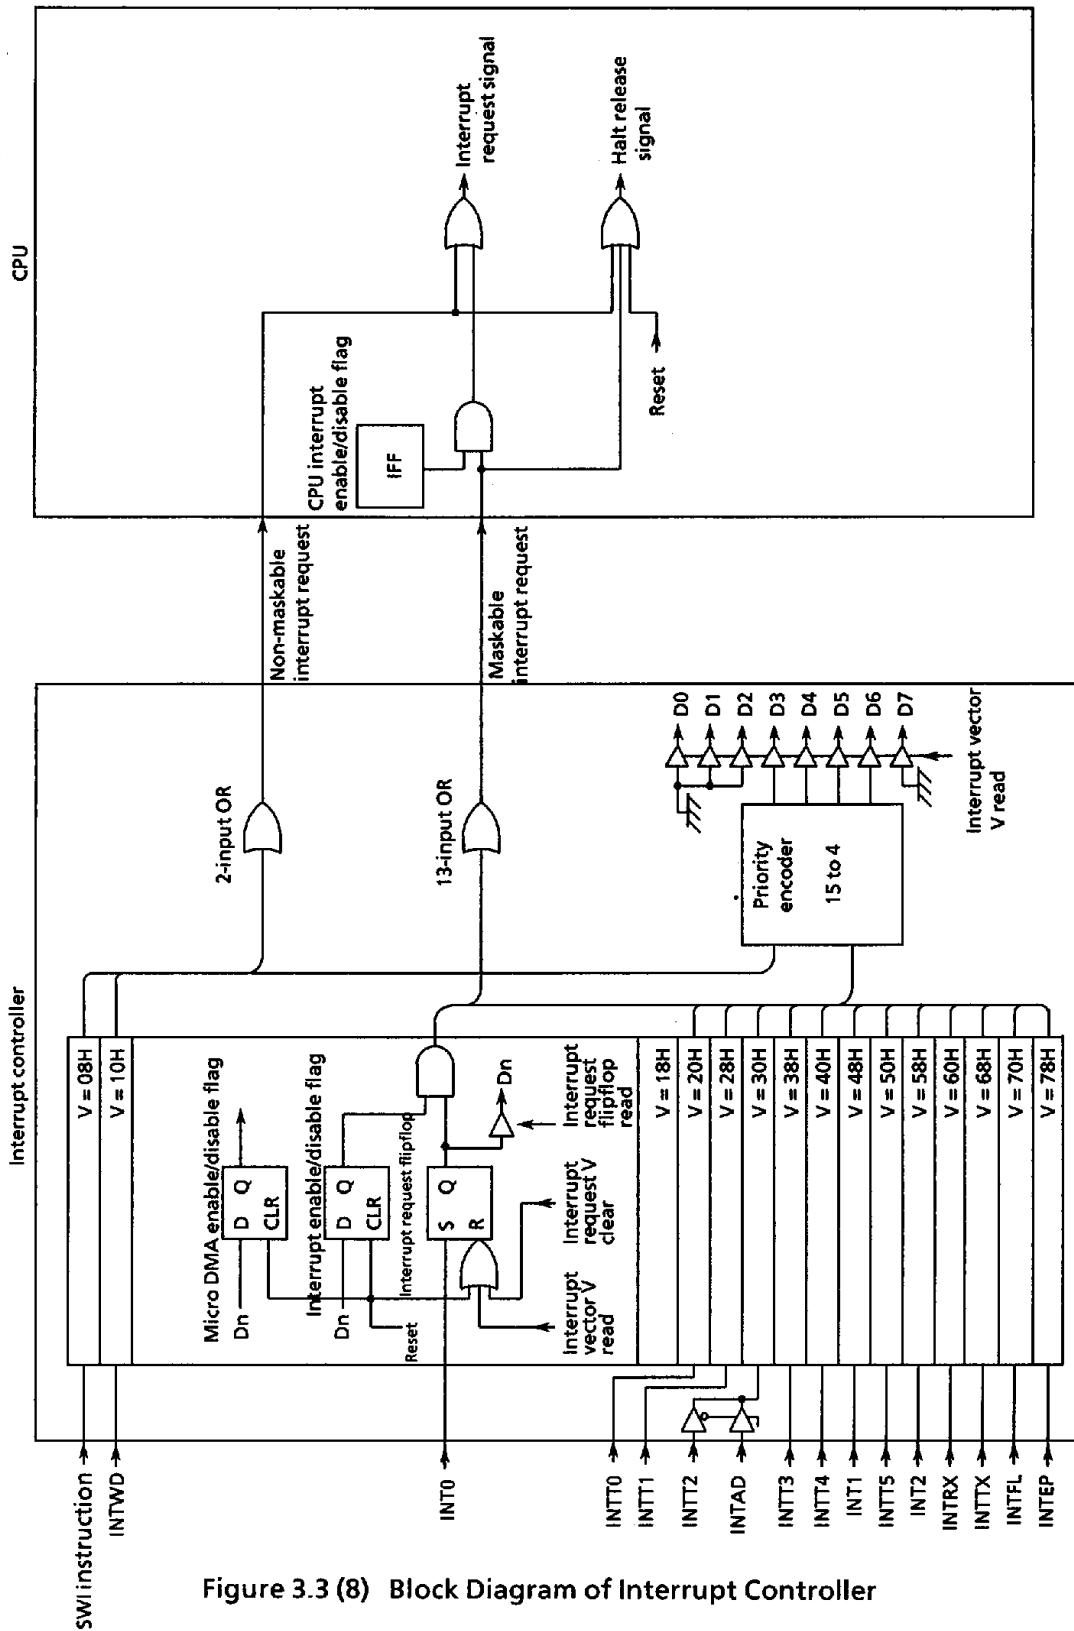 CPU
Interrupt
request signal
Halt release
signal
CPU interrupt
enable/disable flag
IFF
Reset
Non-maskable
interrupt request
Maskable
interrupt request
Interrupt controller
2-input OR
13-input OR
D0
D1
D2
D3
D4
D5
D6
D7
Interrupt vector
V read
Priority
encoder
15 to 4
V = 08H
V = 10H
Micro DMA enable/disable flag
Dn
D Q
CLR
Interrupt enable/disable flag
Dn
D Q
CLR
Reset
Interrupt request flipflop
S Q
R
Dn
Interrupt
request
flipflop
read
Interrupt
request V
clear
Interrupt
vector V
read
V = 18H
V = 20H
V = 28H
V = 30H
V = 38H
V = 40H
V = 48H
V = 50H
V = 58H
V = 60H
V = 68H
V = 70H
V = 78H
SWI instruction
INTWD
INT0
INTT0
INTT1
INTT2
INTAD
INTT3
INTT4
INT1
INTT5
INT2
INTRX
INTTX
INTFL
INTEP
Figure 3.3 (8) Block Diagram of Interrupt Controller